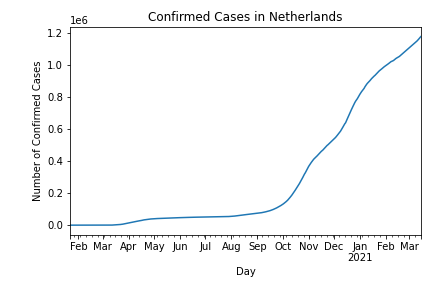 Confirmed Cases in Netherlands
1e6
1.2
1.0
0.8
0.6
0.4
0.2
0.0
Number of Confirmed Cases
Feb Mar Apr May Jun Jul Aug Sep Oct Nov Dec Jan Feb Mar
2021
Day